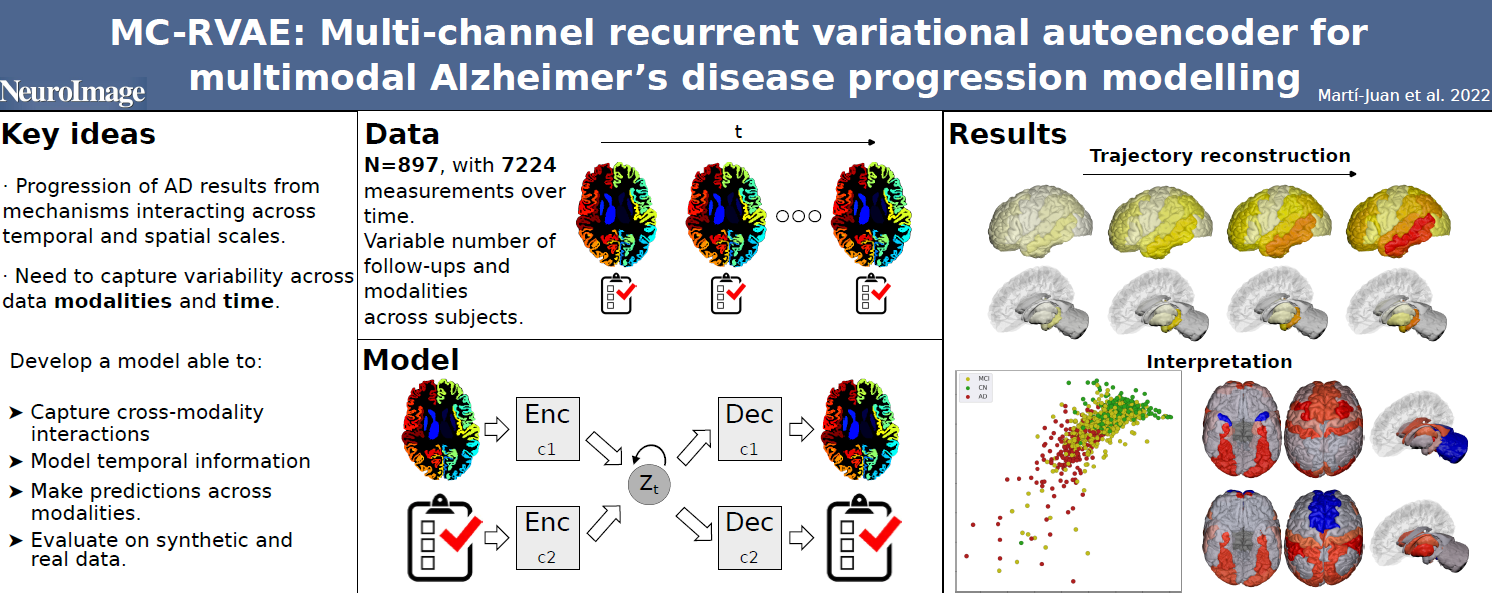 MC-RVAE: Multi-channel recurrent variational autoencoder for
multimodal Alzheimer’s disease progression modelling
NeuroImage
Martí-Juan et al. 2022
Key ideas
· Progression of AD results from
mechanisms interacting across
temporal and spatial scales.
· Need to capture variability across
data modalities and time.
Develop a model able to:
➤ Capture cross-modality
interactions
➤ Model temporal information
➤ Make predictions across
modalities.
➤ Evaluate on synthetic and
real data.
Data
N=897, with 7224
measurements over
time.
Variable number of
follow-ups and
modalities
across subjects.
t
Model
Enc
c1
Dec
c1
Zt
Enc
c2
Dec
c2
Results
Trajectory reconstruction
Interpretation
MCI
CN
AD